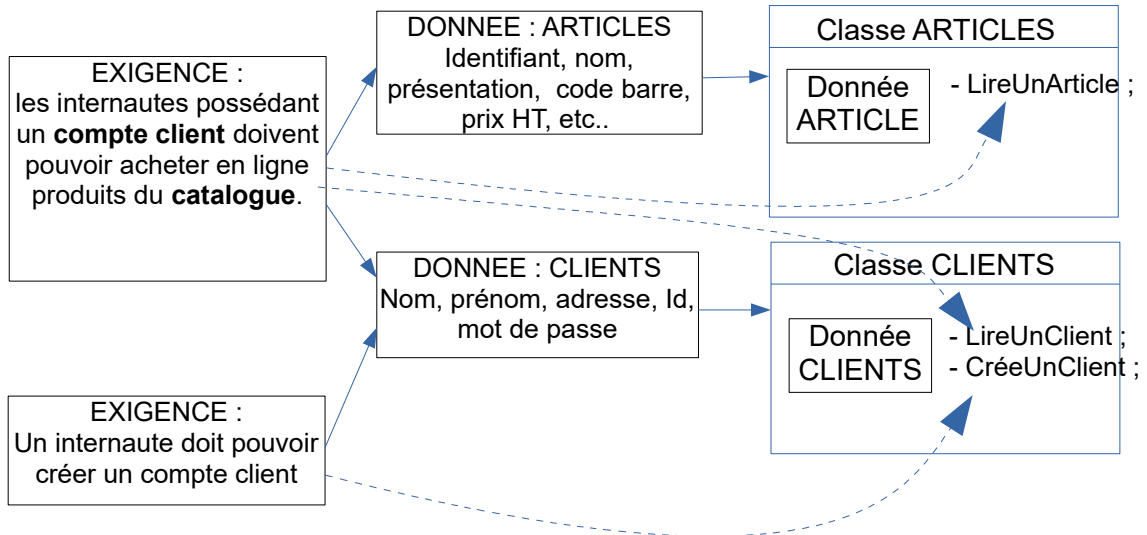 EXIGENCE :
les internautes possédant
un compte client doivent
pouvoir acheter en ligne
produits du catalogue.
DONNEE : ARTICLES
Identifiant, nom,
présentation, code barre,
prix HT, etc..
Classe ARTICLES
Donnée
ARTICLE
- LireUnArticle ;
DONNEE : CLIENTS
Nom, prénom, adresse, Id,
mot de passe
Classe CLIENTS
Donnée
CLIENTS
- LireUnClient ;
- CréeUnClient ;
EXIGENCE :
Un internaute doit pouvoir
créer un compte client